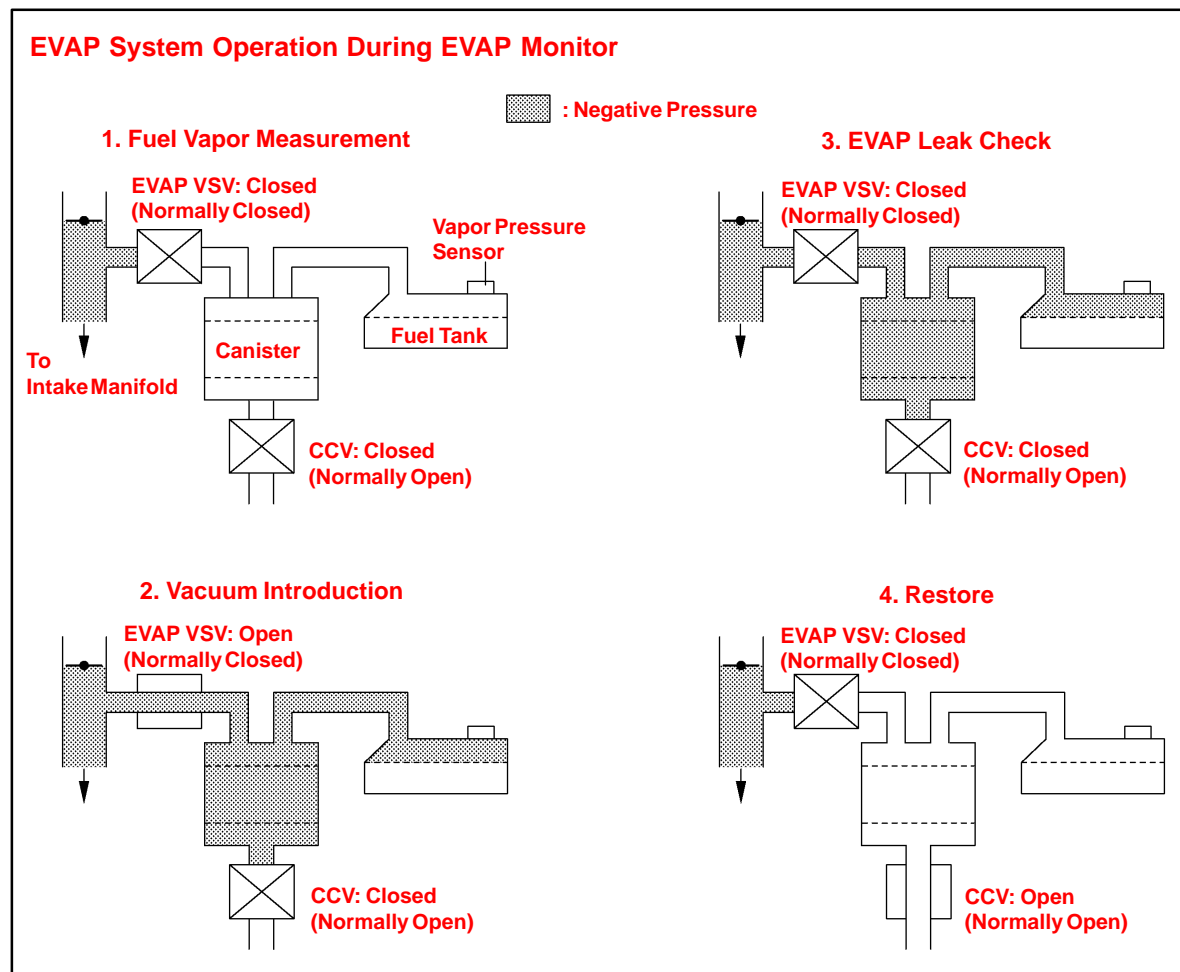 EVAP System Operation During EVAP Monitor
: Negative Pressure
1. Fuel Vapor Measurement
EVAP VSV: Closed
(Normally Closed)
Vapor Pressure
Sensor
Fuel Tank
Canister
To
Intake Manifold
CCV: Closed
(Normally Open)
3. EVAP Leak Check
EVAP VSV: Closed
(Normally Closed)
CCV: Closed
(Normally Open)
2. Vacuum Introduction
EVAP VSV: Open
(Normally Closed)
CCV: Closed
(Normally Open)
4. Restore
EVAP VSV: Closed
(Normally Closed)
CCV: Open
(Normally Open)